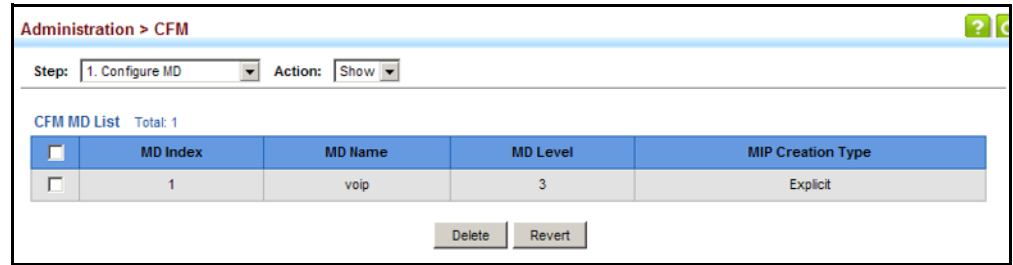 Administration > CFM
?
Step: 1. Configure MD Action: Show
CFM MD List Total: 1
MD Index MD Name MD Level MIP Creation Type
1 voip 3 Explicit
Delete Revert